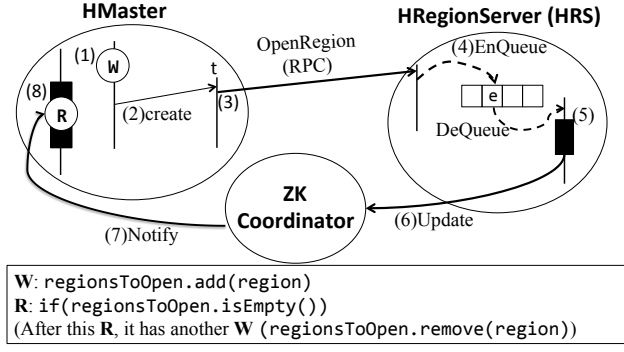 HMaster
HRegionServer (HRS)
(1)
W
t
OpenRegion
(RPC)
(4)EnQueue
(8)
R
(2)create
(3)
e
DeQueue
(5)
ZK
Coordinator
(6)Update
(7)Notify
W: regionsToOpen.add(region)
R: if(regionsToOpen.isEmpty())
(After this R, it has another W (regionsToOpen.remove(region))